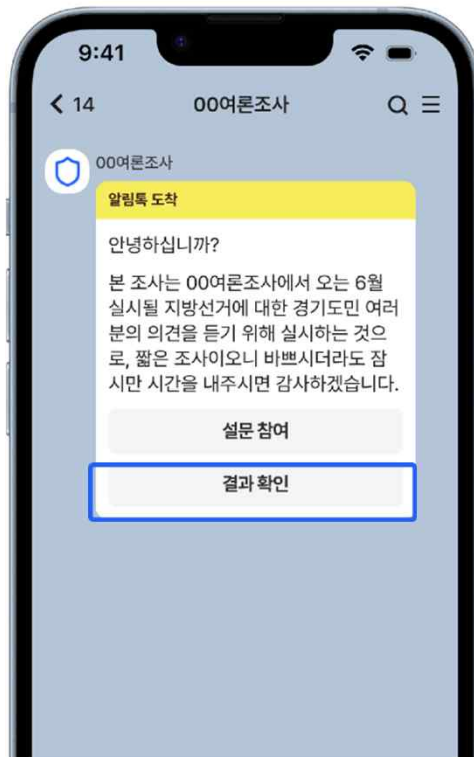 9:41
14
00여론조사
00여론조사
알림톡 도착
안녕하십니까?
본 조사는 00여론조사에서 오는 6월
실시될 지방선거에 대한 경기도민 여러
분의 의견을 듣기 위해 실시하는 것으
로, 짧은 조사이오니 바쁘시더라도 잠
시만 시간을 내주시면 감사하겠습니다.
설문 참여
결과 확인